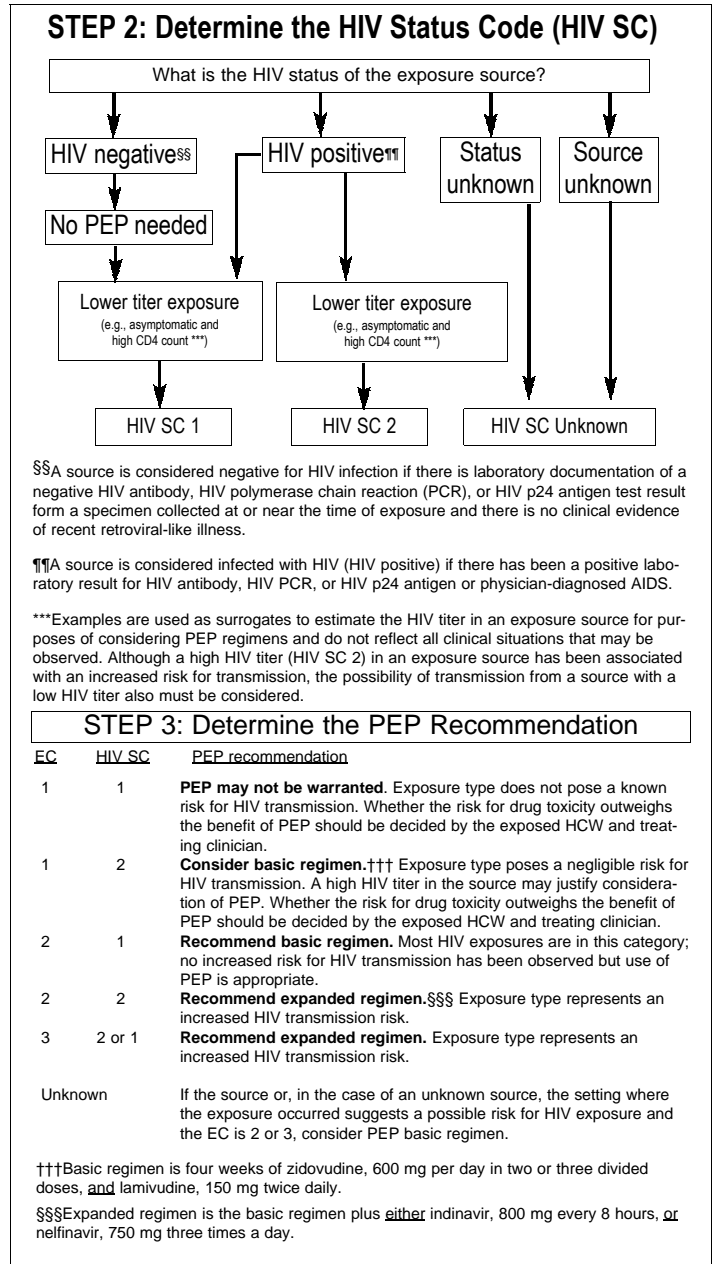 STEP 2: Determine the HIV Status Code (HIV SC)
What is the HIV status of the exposure source?
HIV negative§§
HIV positive¶¶
Status
unknown
Source
unknown
No PEP needed
Lower titer exposure
(e.g., asymptomatic and
high CD4 count ***)
Lower titer exposure
(e.g., asymptomatic and
high CD4 count ***)
HIV SC 1
HIV SC 2
HIV SC Unknown
§§A source is considered negative for HIV infection if there is laboratory documentation of a
negative HIV antibody, HIV polymerase chain reaction (PCR), or HIV p24 antigen test result
form a specimen collected at or near the time of exposure and there is no clinical evidence
of recent retroviral-like illness.
¶¶A source is considered infected with HIV (HIV positive) if there has been a positive labo-
ratory result for HIV antibody, HIV PCR, or HIV p24 antigen or physician-diagnosed AIDS.
***Examples are used as surrogates to estimate the HIV titer in an exposure source for pur-
poses of considering PEP regimens and do not reflect all clinical situations that may be
observed. Although a high HIV titer (HIV SC 2) in an exposure source has been associated
with an increased risk for transmission, the possibility of transmission from a source with a
low HIV titer also must be considered.
STEP 3: Determine the PEP Recommendation
EC HIV SC PEP recommendation
1 1 PEP may not be warranted. Exposure type does not pose a known
risk for HIV transmission. Whether the risk for drug toxicity outweighs
the benefit of PEP should be decided by the exposed HCW and treat-
ing clinician.
1 2 Consider basic regimen.††† Exposure type poses a negligible risk for
HIV transmission. A high HIV titer in the source may justify considera-
tion of PEP. Whether the risk for drug toxicity outweighs the benefit of
PEP should be decided by the exposed HCW and treating clinician.
2 1 Recommend basic regimen. Most HIV exposures are in this category;
no increased risk for HIV transmission has been observed but use of
PEP is appropriate.
2 2 Recommend expanded regimen.§§§ Exposure type represents an
increased HIV transmission risk.
3 2 or 1 Recommend expanded regimen. Exposure type represents an
increased HIV transmission risk.
Unknown If the source or, in the case of an unknown source, the setting where
the exposure occurred suggests a possible risk for HIV exposure and
the EC is 2 or 3, consider PEP basic regimen.
†††Basic regimen is four weeks of zidovudine, 600 mg per day in two or three divided
doses, and lamivudine, 150 mg twice daily.
§§§Expanded regimen is the basic regimen plus either indinavir, 800 mg every 8 hours, or
nelfinavir, 750 mg three times a day.